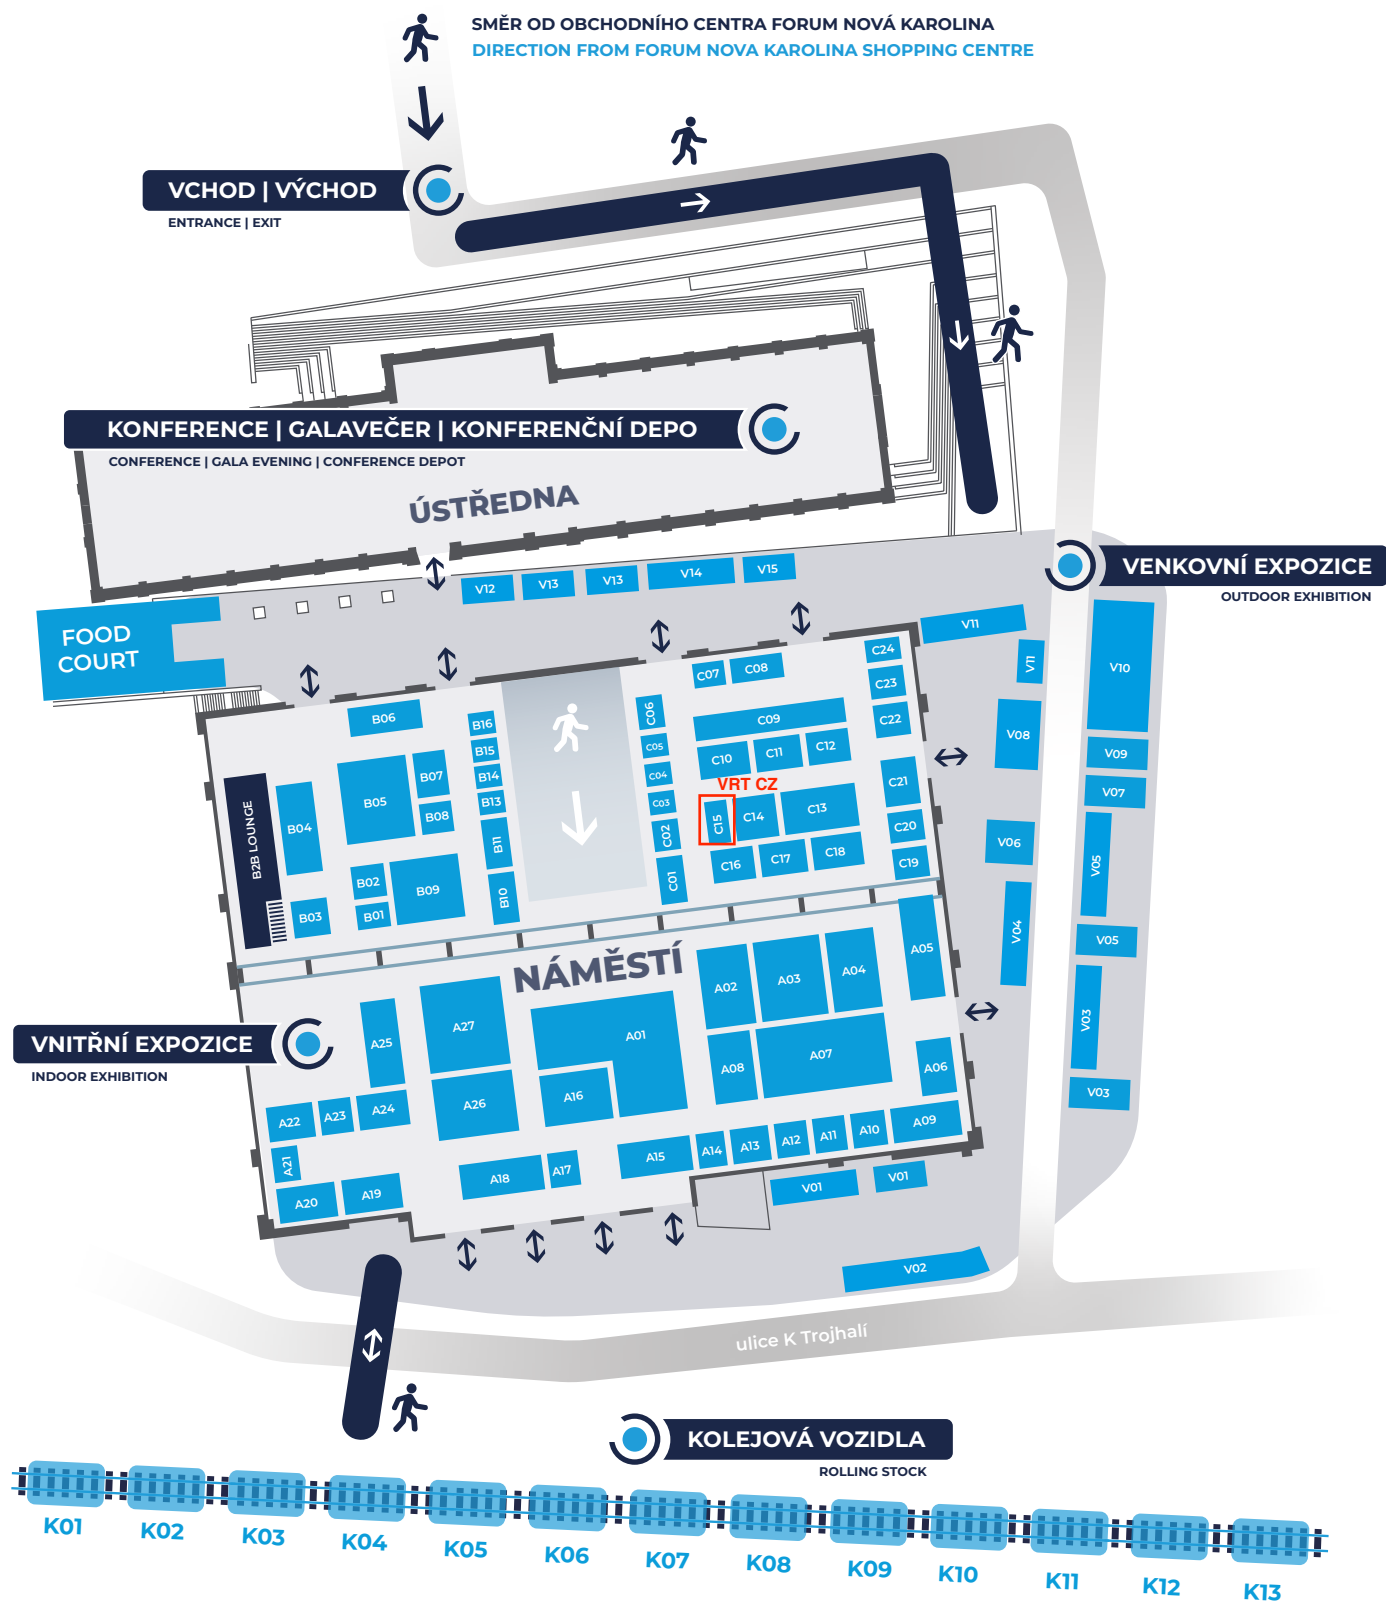 SMĚR OD OBCHODNÍHO CENTRA FORUM NOVÁ KAROLINA
DIRECTION FROM FORUM NOVA KAROLINA SHOPPING CENTRE
VCHOD | VÝCHOD
ENTRANCE | EXIT
KONFERENCE | GALAVEČER | KONFERENČNÍ DEPO
CONFERENCE | GALA EVENING | CONFERENCE DEPOT
ÚSTŘEDNA
VENKOVNÍ EXPOZICE
OUTDOOR EXHIBITION
V12
V13
V13
V14
V15
FOOD
COURT
V11
V11
V10
V08
V09
V07
V06
V05
V04
V05
V03
V03
B06
B16
B15
B14
B13
B11
B10
B07
B08
B05
B04
B2B LOUNGE
B02
B01
B09
B03
C07
C08
C24
C23
C22
C06
C05
C04
C03
C02
C01
C09
C10
C11
C12
VRT CZ
C15
C14
C13
C21
C20
C19
C16
C17
C18
NÁMĚSTÍ
A02
A03
A04
A05
A27
A01
A25
A08
A07
A06
A26
A16
VNITŘNÍ EXPOZICE
INDOOR EXHIBITION
A22
A23
A24
A21
A20
A19
A18
A17
A15
A14
A13
A12
A11
A10
A09
V01
V01
V02
ulice K Trojhalí
KOLEJOVÁ VOZIDLA
ROLLING STOCK
K01
K02
K03
K04
K05
K06
K07
K08
K09
K10
K11
K12
K13